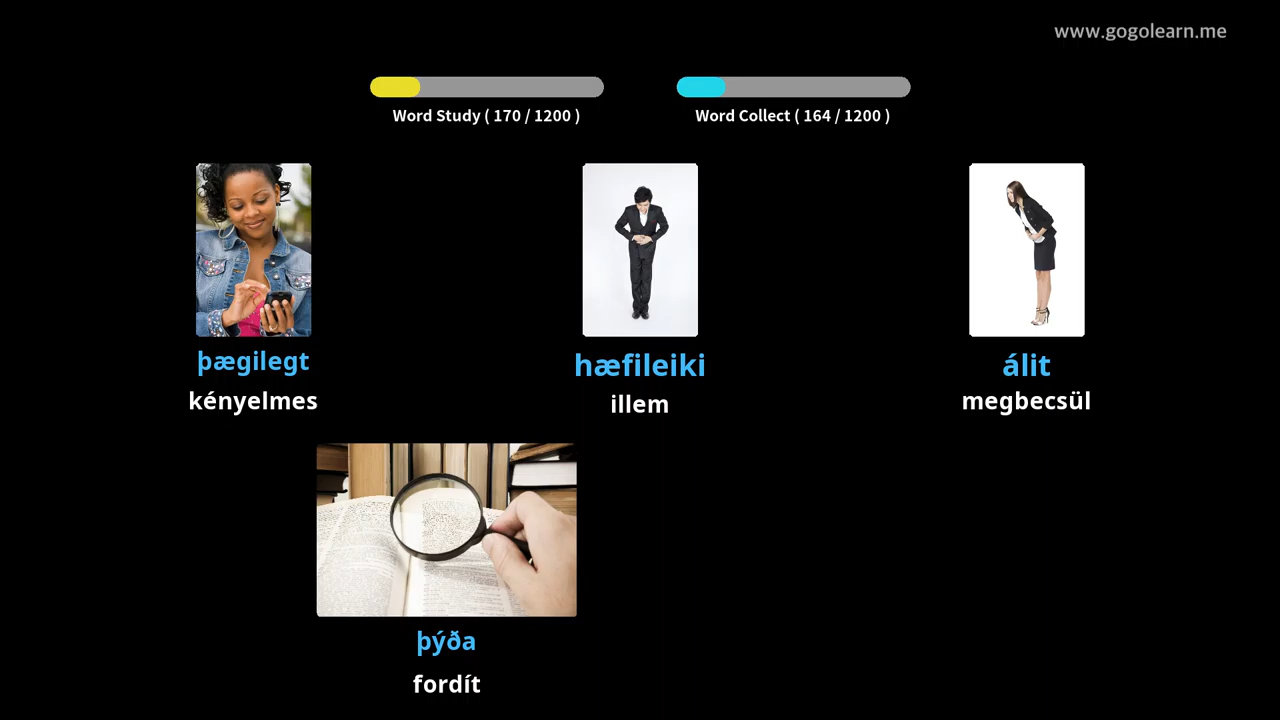 www.gogolearn.me
Word Study ( 170 / 1200 )
Word Collect ( 164 / 1200 )
þægilegt
kényelmes
hæfileiki
illem
álit
megbecsül
þýða
fordít